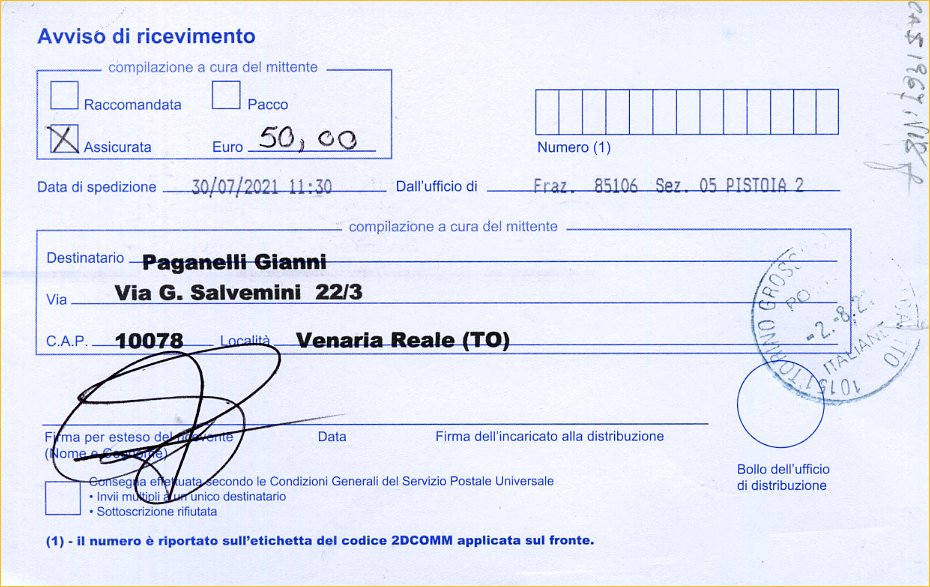 Avviso di ricevimento
compilazione a cura del mittente
Raccomandata Pacco
X Assicurata Euro 50,00
Numero (1)
Data di spedizione 30/07/2021 11:30 Dall'ufficio di Fraz. 85106 Sez. 05 PISTOIA 2
compilazione a cura del mittente
Destinatario Paganelli Gianni
Via Via G. Salvemini 22/3
C.A.P. 10078 Località Venaria Reale (TO)
10151 TORINO
-2.-8.2
ITALIANE
Firma per esteso del ricevente Data Firma dell'incaricato alla distribuzione
(Nome e Cognome)
Bollo dell'ufficio
di distribuzione
Consegna effettuata secondo le Condizioni Generali del Servizio Postale Universale
• Invii multipli a un unico destinatario
• Sottoscrizione rifiutata
(1) - il numero è riportato sull'etichetta del codice 2DCOMM applicata sul fronte.